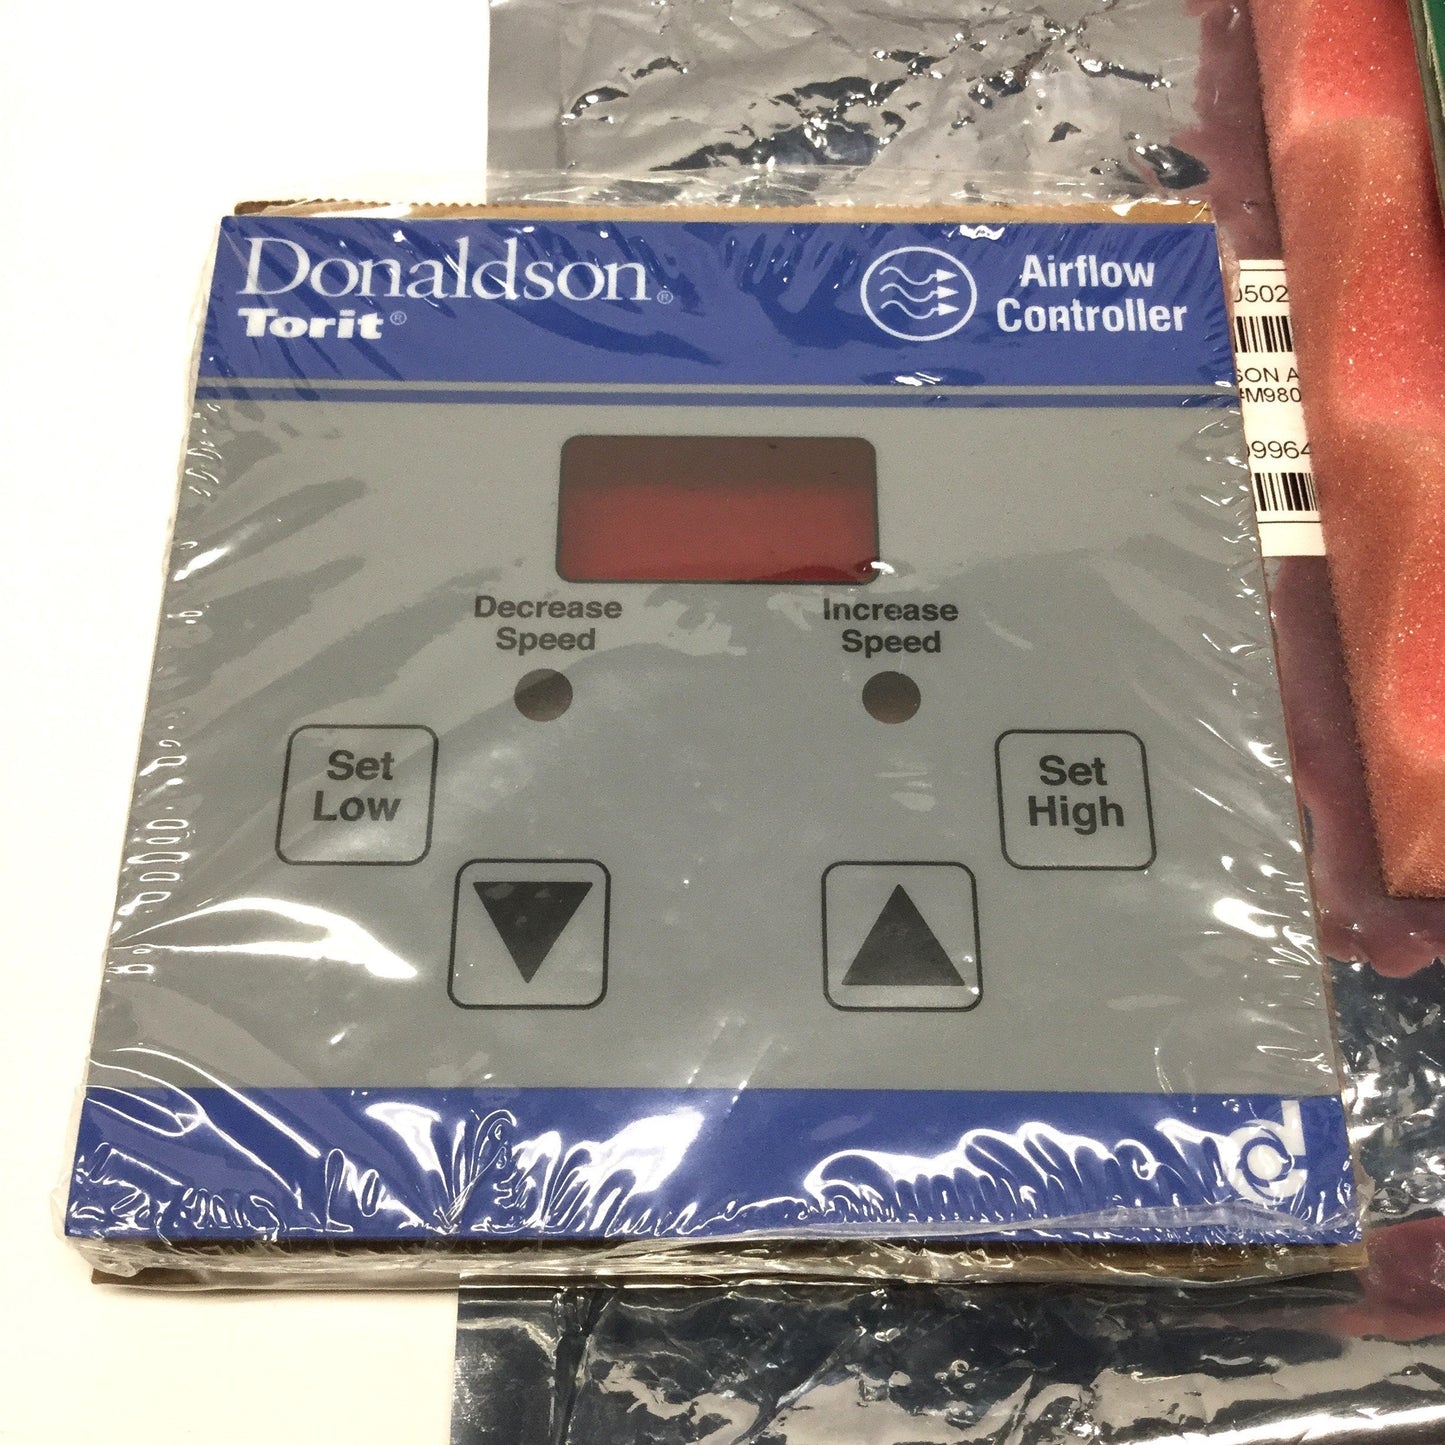 Donaldson®
Torit®
Airflow
Controller
Decrease
Speed
Increase
Speed
Set
Low
Set
High